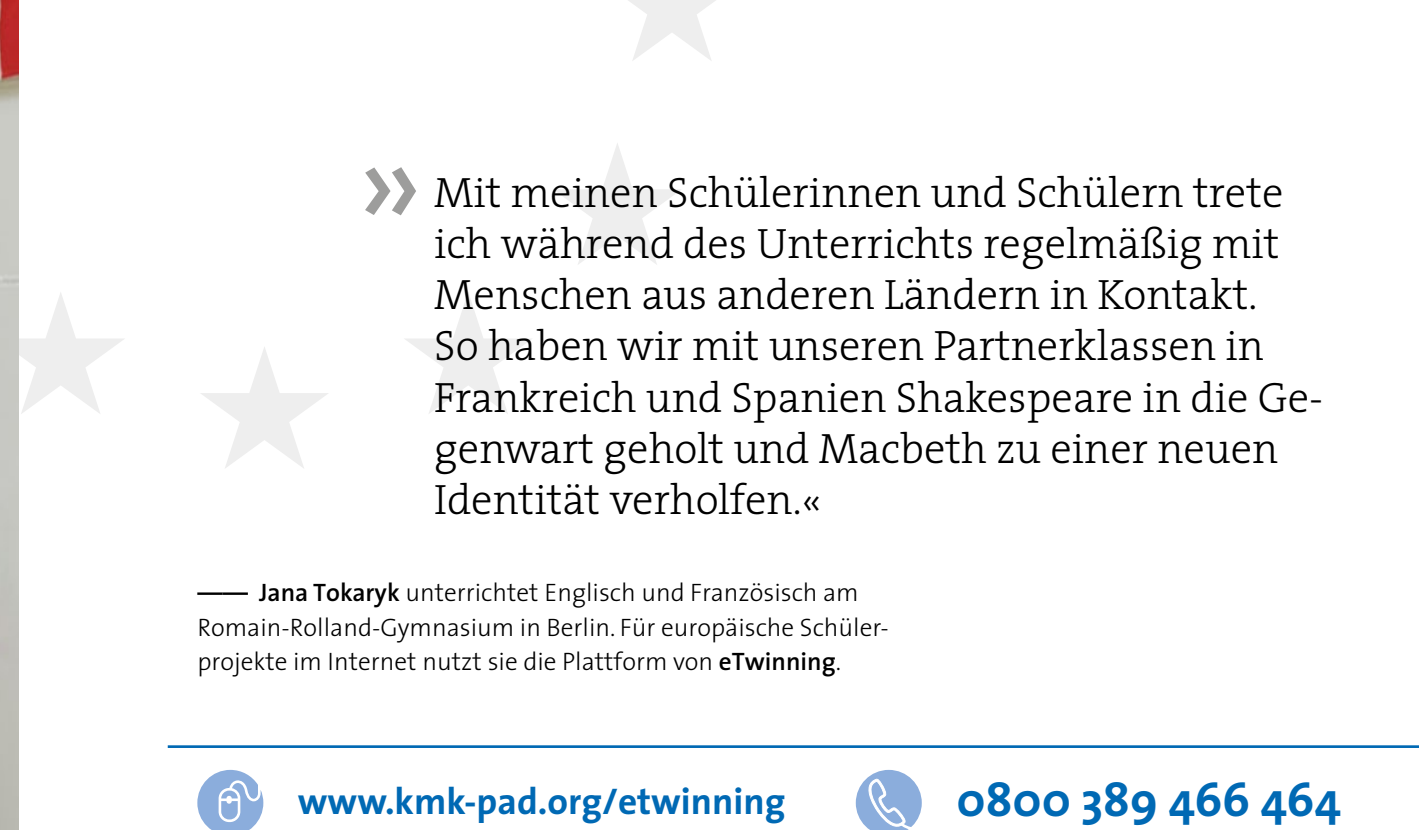 » Mit meinen Schülerinnen und Schülern trete
ich während des Unterrichts regelmäßig mit
Menschen aus anderen Ländern in Kontakt.
So haben wir mit unseren Partnerklassen in
Frankreich und Spanien Shakespeare in die Ge-
genwart geholt und Macbeth zu einer neuen
Identität verholfen.«
—— Jana Tokaryk unterrichtet Englisch und Französisch am
Romain-Rolland-Gymnasium in Berlin. Für europäische Schüler-
projekte im Internet nutzt sie die Plattform von eTwinning.
www.kmk-pad.org/etwinning
0800 389 466 464